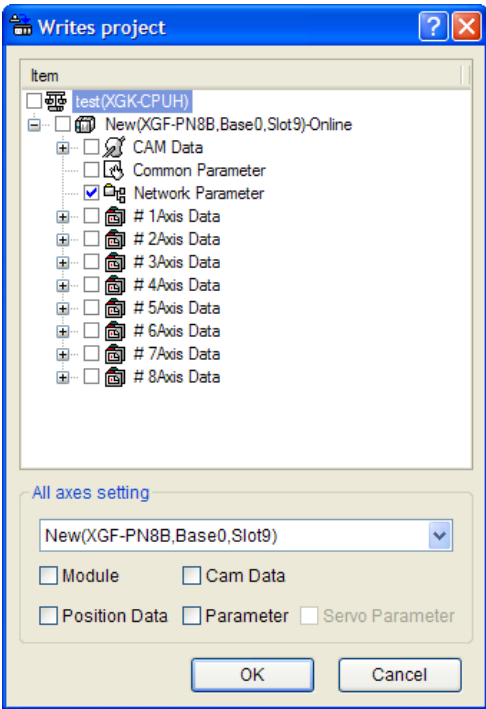 Writes project
Item
test(XGK-CPUH)
New(XGF-PN8B,Base0,Slot9)-Online
CAM Data
Common Parameter
Network Parameter
# 1Axis Data
# 2Axis Data
# 3Axis Data
# 4Axis Data
# 5Axis Data
# 6Axis Data
# 7Axis Data
# 8Axis Data
All axes setting
New(XGF-PN8B,Base0,Slot9)
Module Cam Data
Position Data Parameter Servo Parameter
OK Cancel